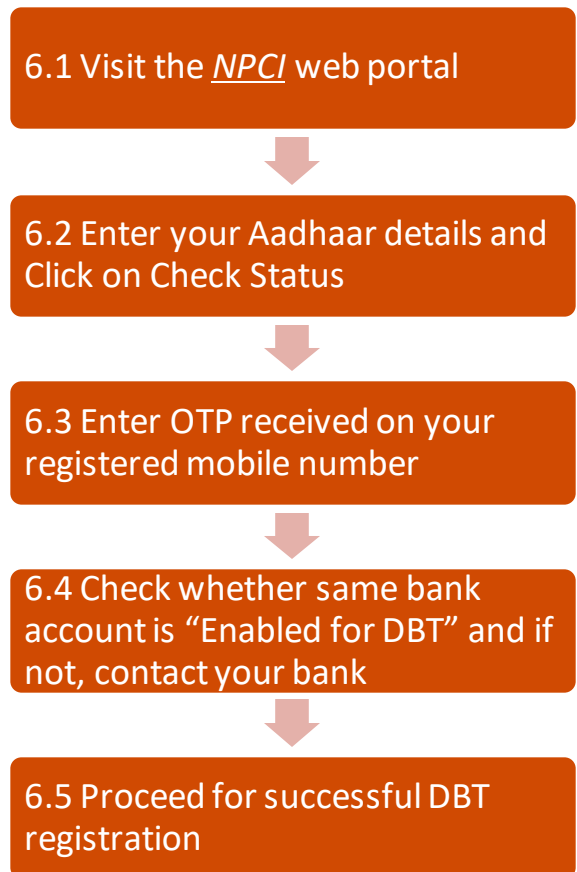 6.1 Visit the NPCI web portal
6.2 Enter your Aadhaar details and
Click on Check Status
6.3 Enter OTP received on your
registered mobile number
6.4 Check whether same bank
account is “Enabled for DBT” and if
not, contact your bank
6.5 Proceed for successful DBT
registration